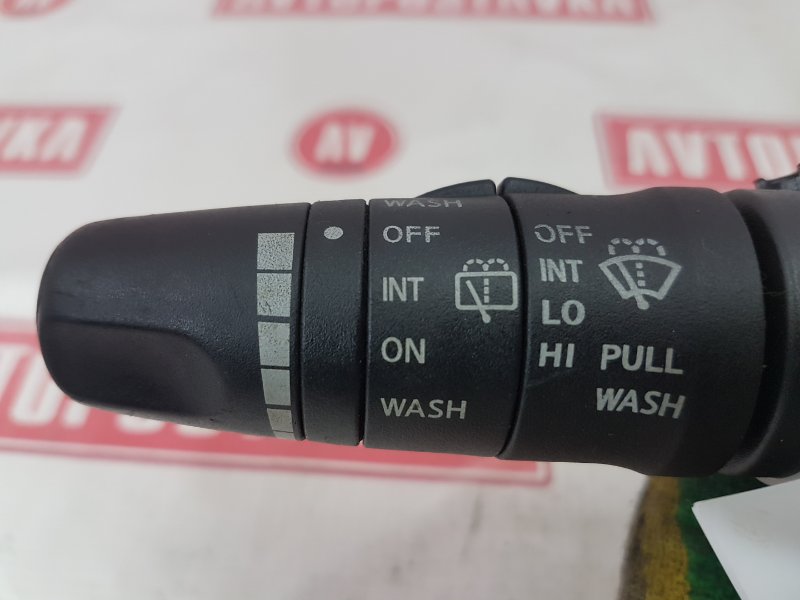 AV
WASH
OFF
INT
ON
WASH
OFF
INT
LO
HI PULL
WASH